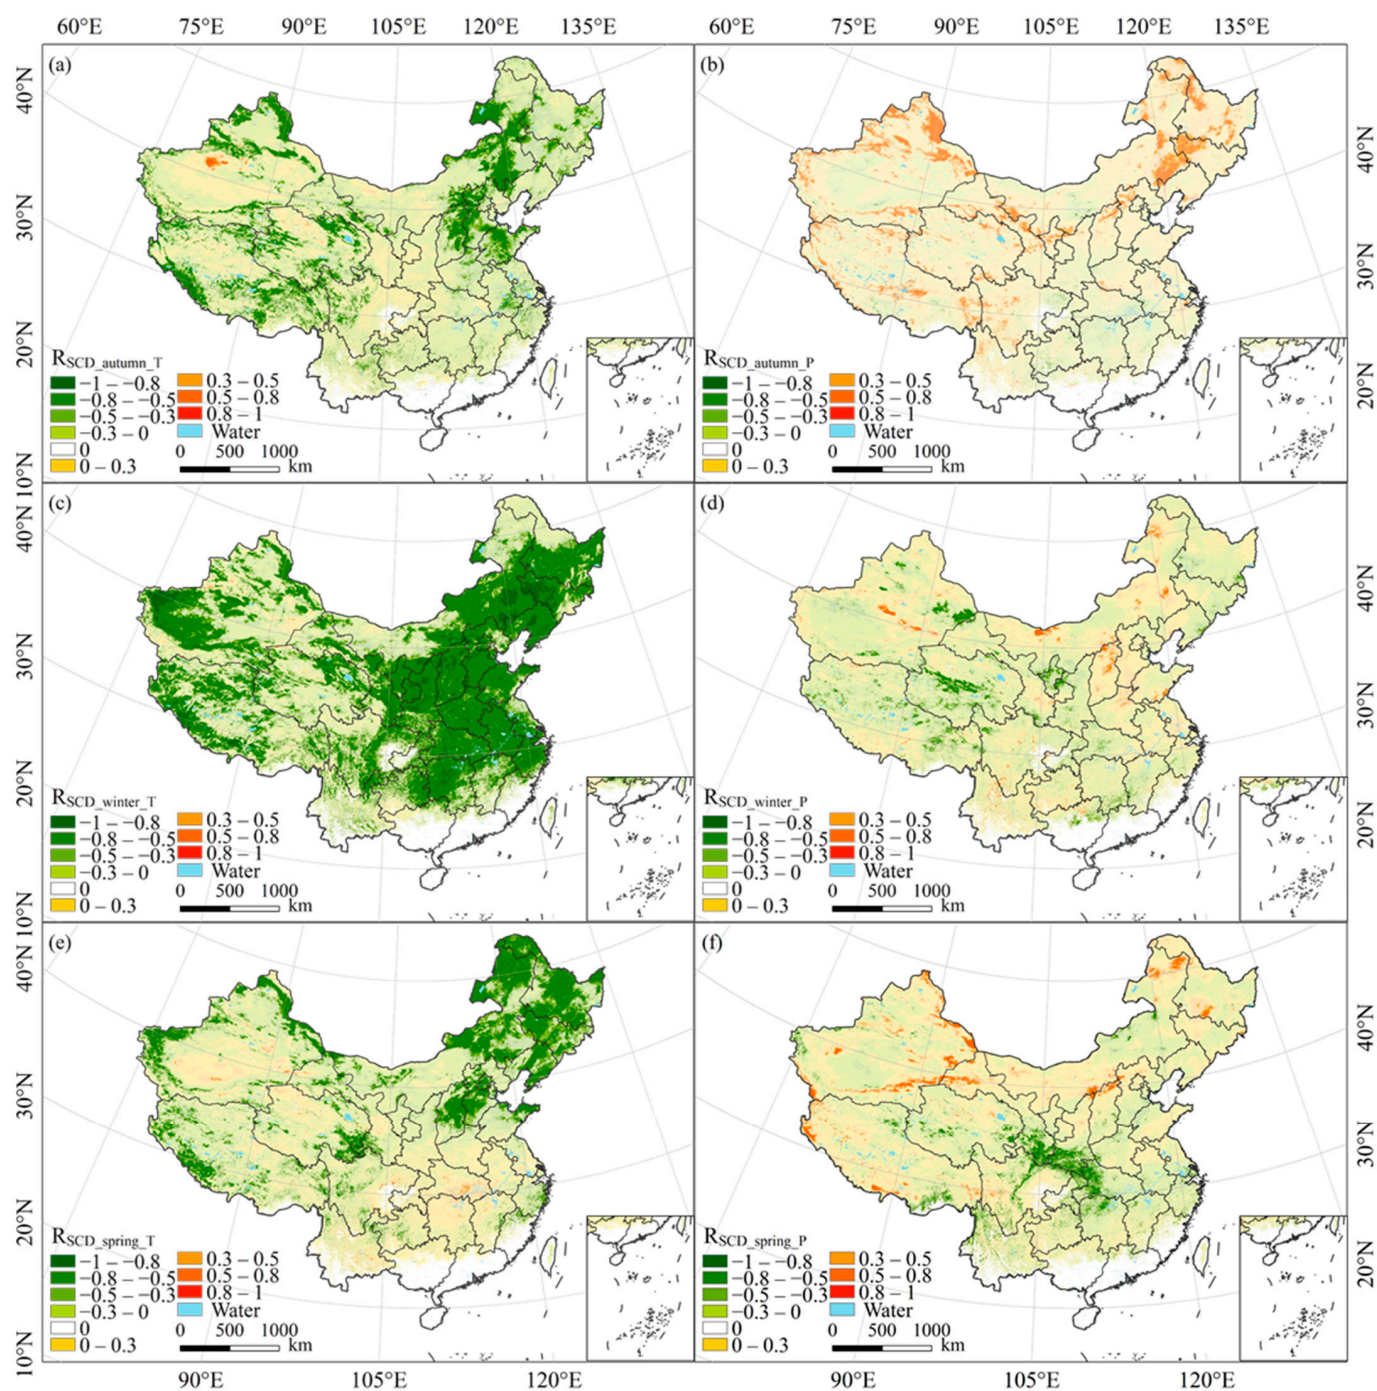 60°E 75°E 90°E 105°E 120°E 135°E 60°E 75°E 90°E 105°E 120°E 135°E
(a)
40°N
30°N
20°N
10°N
R_SCD_autumn_T
−1 – −0.8 0.3 – 0.5
−0.8 – −0.5 0.5 – 0.8
−0.5 – −0.3 0.8 – 1
−0.3 – 0 Water
0 0 500 1000
0 – 0.3 km
(b)
40°N
30°N
20°N
R_SCD_autumn_P
−1 – −0.8 0.3 – 0.5
−0.8 – −0.5 0.5 – 0.8
−0.5 – −0.3 0.8 – 1
−0.3 – 0 Water
0 0 500 1000
0 – 0.3 km
(c)
40°N
30°N
20°N
10°N
R_SCD_winter_T
−1 – −0.8 0.3 – 0.5
−0.8 – −0.5 0.5 – 0.8
−0.5 – −0.3 0.8 – 1
−0.3 – 0 Water
0 0 500 1000
0 – 0.3 km
(d)
40°N
30°N
20°N
R_SCD_winter_P
−1 – −0.8 0.3 – 0.5
−0.8 – −0.5 0.5 – 0.8
−0.5 – −0.3 0.8 – 1
−0.3 – 0 Water
0 0 500 1000
0 – 0.3 km
(e)
40°N
30°N
20°N
10°N
R_SCD_spring_T
−1 – −0.8 0.3 – 0.5
−0.8 – −0.5 0.5 – 0.8
−0.5 – −0.3 0.8 – 1
−0.3 – 0 Water
0 0 500 1000
0 – 0.3 km
(f)
40°N
30°N
20°N
R_SCD_spring_P
−1 – −0.8 0.3 – 0.5
−0.8 – −0.5 0.5 – 0.8
−0.5 – −0.3 0.8 – 1
−0.3 – 0 Water
0 0 500 1000
0 – 0.3 km
90°E 105°E 120°E 90°E 105°E 120°E